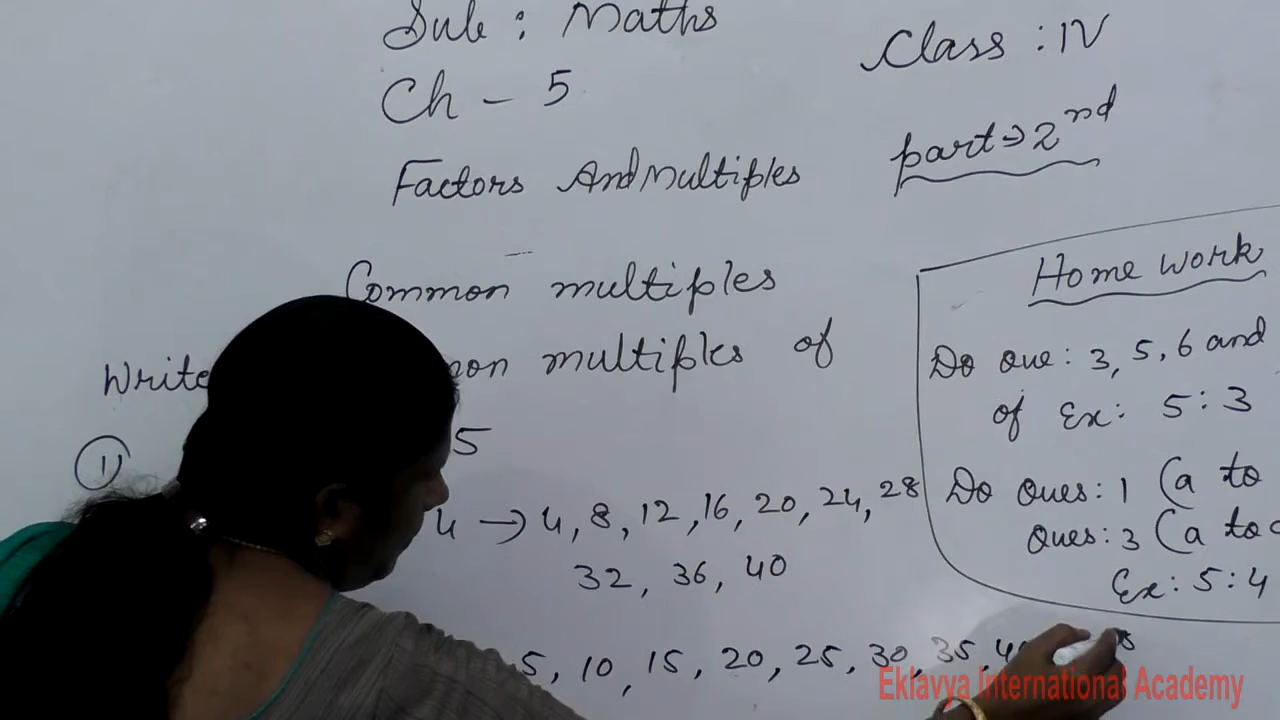 Sub : Maths
Class : IV
Ch - 5
part ⇒ 2nd
Factors And Multiples
Common multiples
Write mon multiples of
① 5
4 → 4, 8, 12, 16, 20, 24, 28
32, 36, 40
5, 10, 15, 20, 25, 30, 35, 40
Home work
Do Que : 3, 5, 6 and
of Ex : 5 : 3
Do Ques : 1 (a to
Ques : 3 (a to
Ex : 5 : 4
Eklavya International Academy